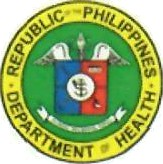 REPUBLIC OF THE PHILIPPINES
DEPARTMENT OF HEALTH